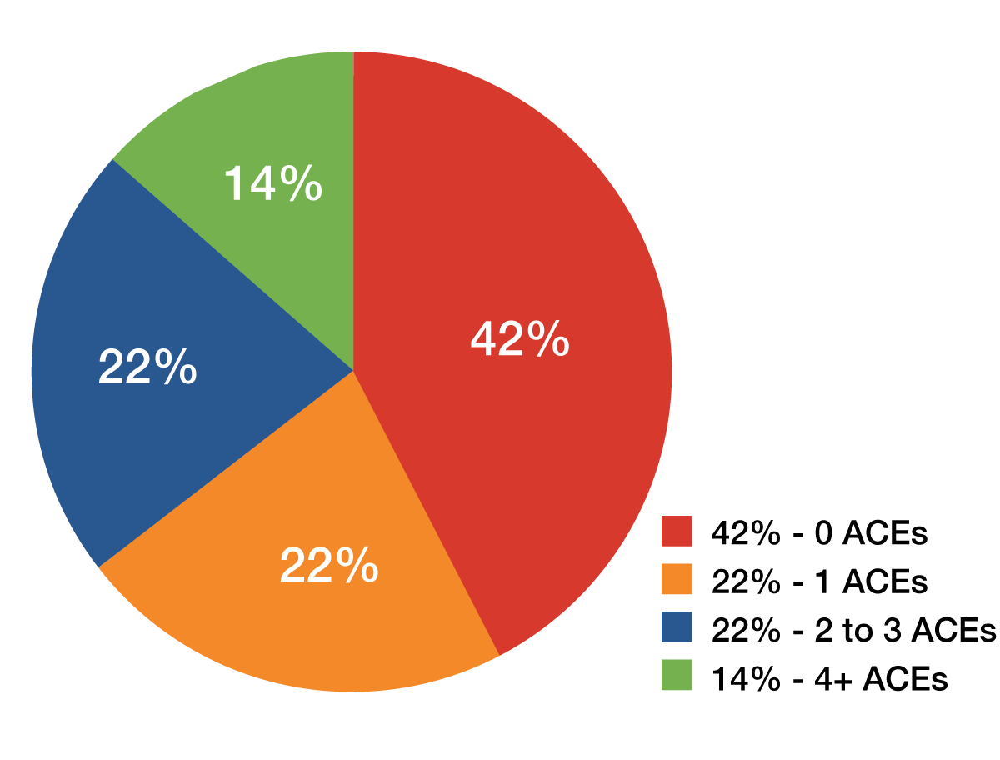 14%
42%
22%
22%
42% - 0 ACEs
22% - 1 ACEs
22% - 2 to 3 ACEs
14% - 4+ ACEs